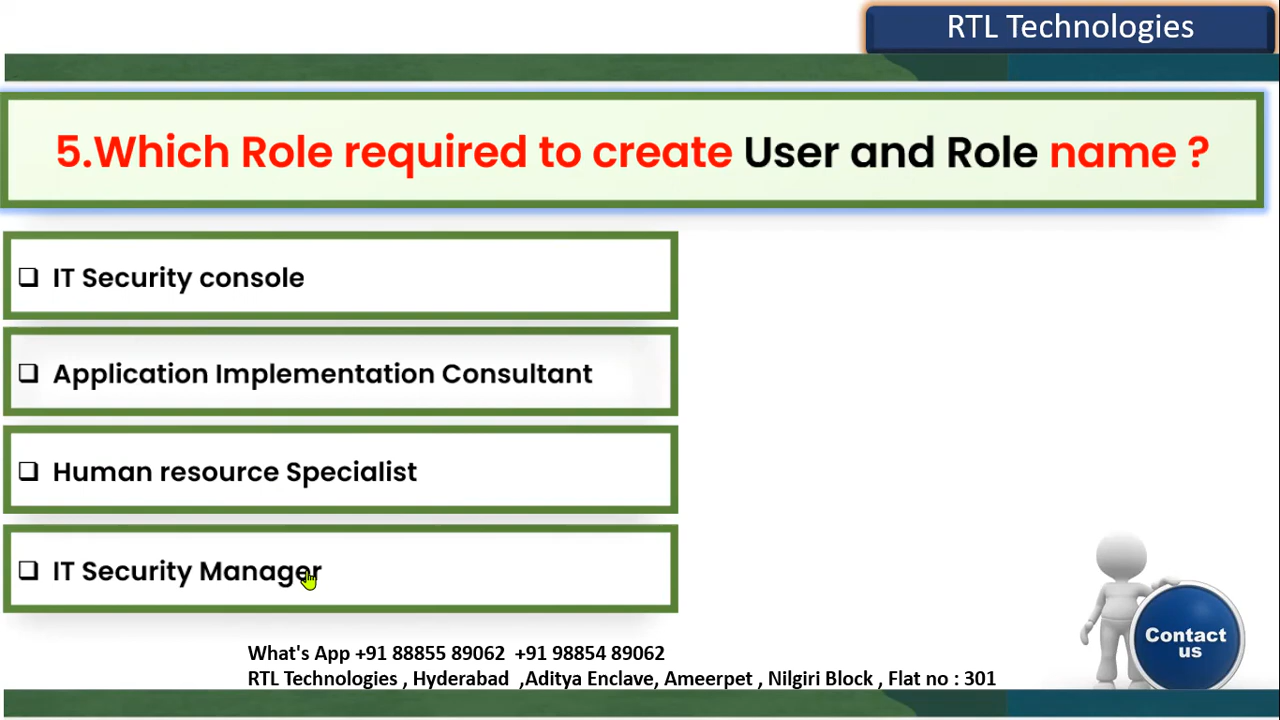 RTL Technologies
5.Which Role required to create User and Role name ?
❑ IT Security console
❑ Application Implementation Consultant
❑ Human resource Specialist
❑ IT Security Manager
What's App +91 88855 89062 +91 98854 89062
RTL Technologies , Hyderabad ,Aditya Enclave, Ameerpet , Nilgiri Block , Flat no : 301
Contact
us